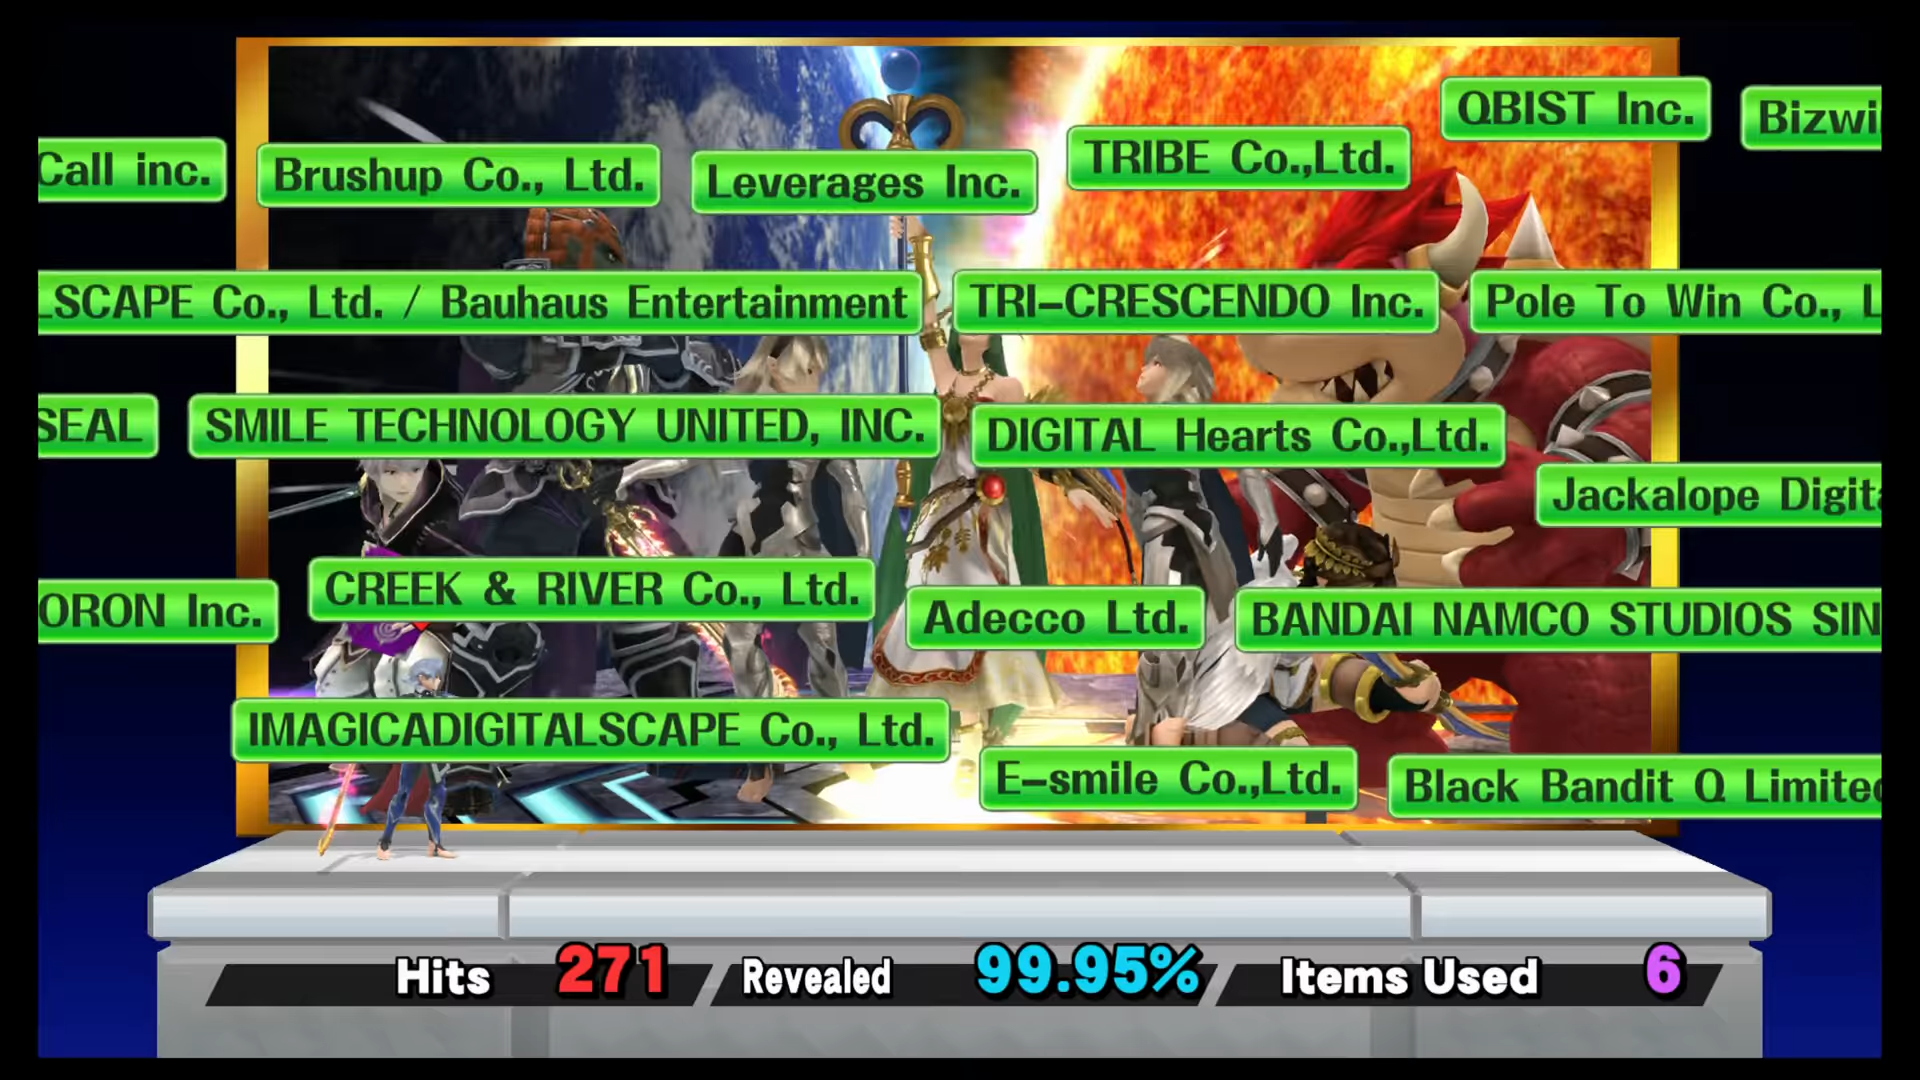 QBIST Inc.
Bizwi
Call inc.
Brushup Co., Ltd.
Leverages Inc.
TRIBE Co.,Ltd.
LSCAPE Co., Ltd. / Bauhaus Entertainment
TRI-CRESCENDO Inc.
Pole To Win Co., L
SEAL
SMILE TECHNOLOGY UNITED, INC.
DIGITAL Hearts Co.,Ltd.
Jackalope Digita
ORON Inc.
CREEK & RIVER Co., Ltd.
Adecco Ltd.
BANDAI NAMCO STUDIOS SIN
IMAGICADIGITALSCAPE Co., Ltd.
E-smile Co.,Ltd.
Black Bandit Q Limited
Hits 271 Revealed 99.95% Items Used 6